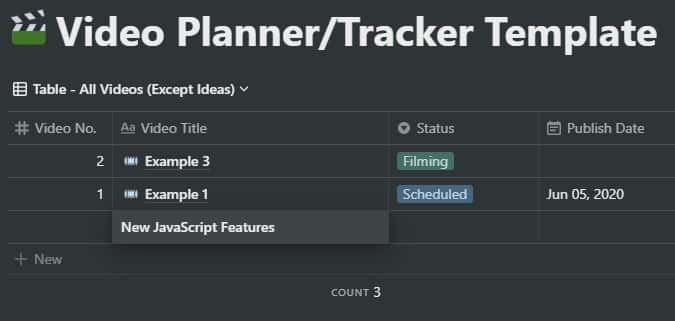 Video Planner/Tracker Template
Table - All Videos (Except Ideas)
Video No. Aa Video Title Status Publish Date
2 Example 3 Filming
1 Example 1 Scheduled Jun 05, 2020
New JavaScript Features
+ New
COUNT 3